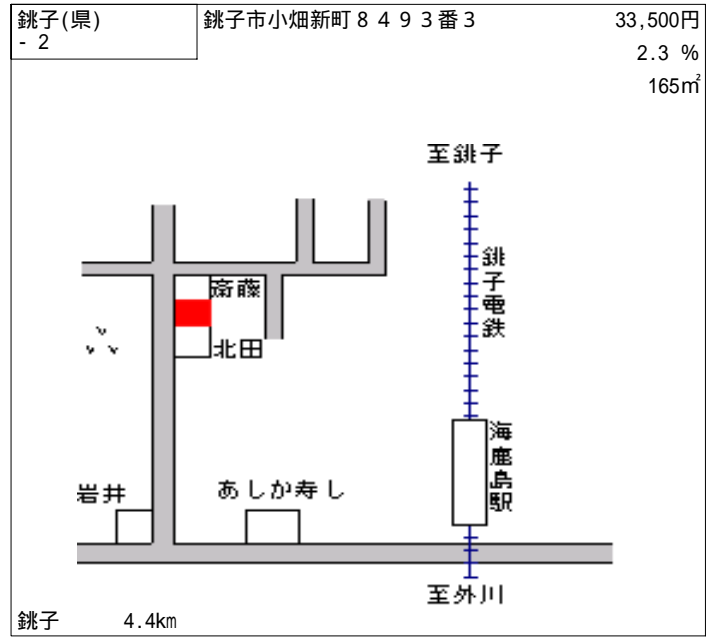 銚子(県)
- 2
銚子市小畑新町８４９３番３
33,500円
2.3 %
165㎡
至銚子
銚子電鉄
斎藤
北田
海鹿島駅
岩井
あしか寿し
至外川
銚子 4.4km